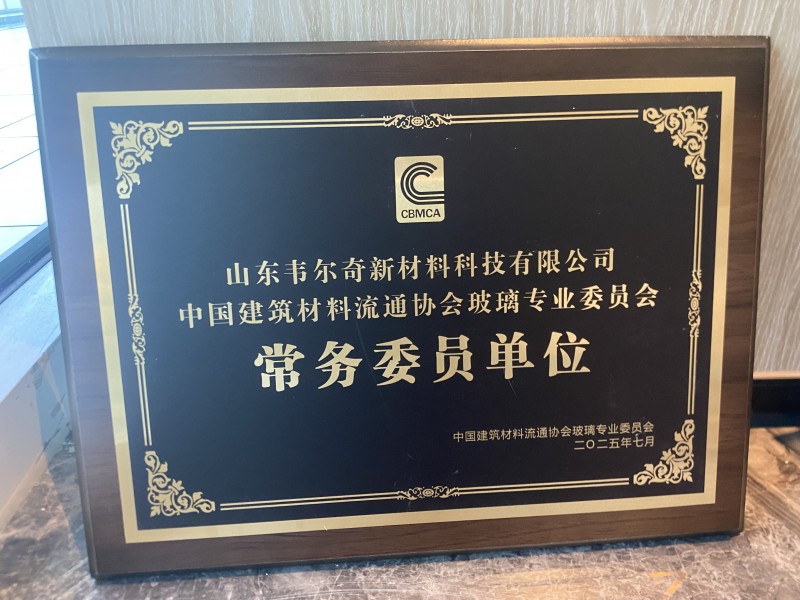 CBMCA
山东韦尔奇新材料科技有限公司
中国建筑材料流通协会玻璃专业委员会
常务委员单位
中国建筑材料流通协会玻璃专业委员会
二〇二五年七月